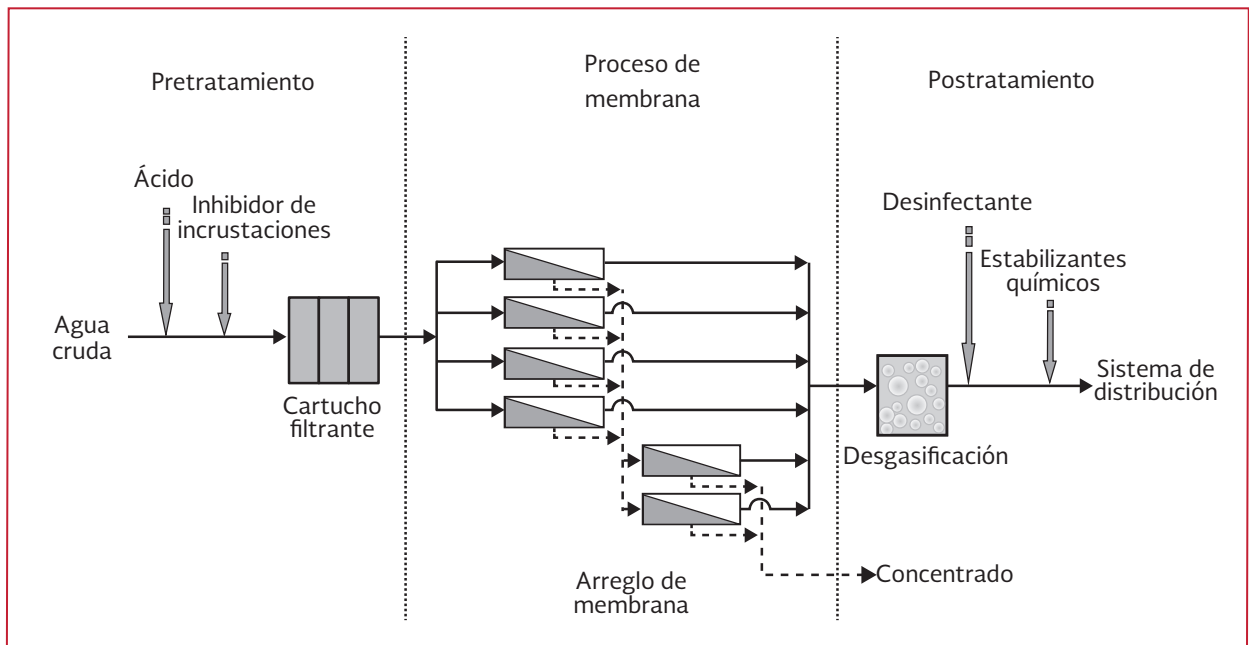 Pretratamiento
Proceso de
membrana
Postratamiento
Ácido
Inhibidor de
incrustaciones
Agua
cruda
Cartucho
filtrante
Arreglo de
membrana
Desinfectante
Estabilizantes
químicos
Desgasificación
Sistema de
distribución
Concentrado